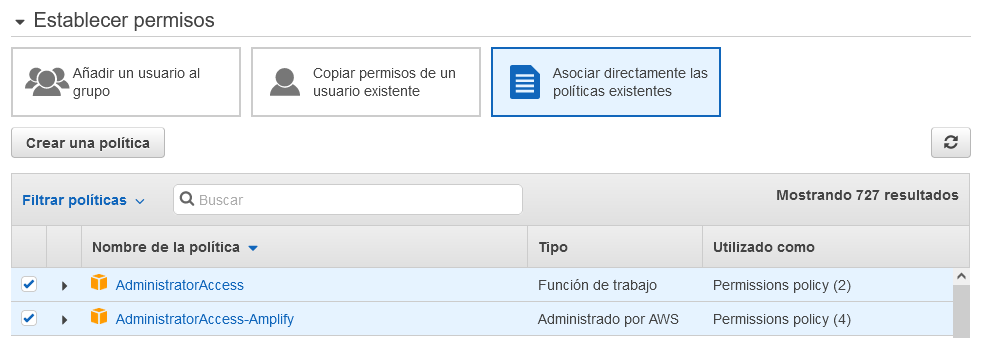 Establecer permisos
Añadir un usuario al
grupo
Copiar permisos de un
usuario existente
Asociar directamente las
políticas existentes
Crear una política
Filtrar políticas
Buscar
Mostrando 727 resultados
Nombre de la política
Tipo
Utilizado como
AdministratorAccess
Función de trabajo
Permissions policy (2)
AdministratorAccess-Amplify
Administrado por AWS
Permissions policy (4)